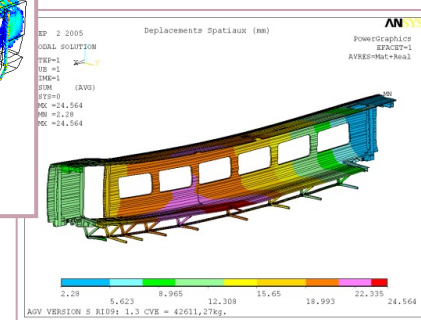 EP 2 2005
ODAL SOLUTION
TEP=1
UB =1
IME=1
SUM (AVG)
SYS=0
MX =24.564
MN =2.28
MX =24.564
Deplacements Spatiaux (mm)
ANSYS
PowerGraphics
EFACET=1
AVRES=Mat+Real
MN
2.28 5.623 8.965 12.308 15.65 18.993 22.335 24.564
AGV VERSION S RI09: 1.3 CVE = 42611,27kg.